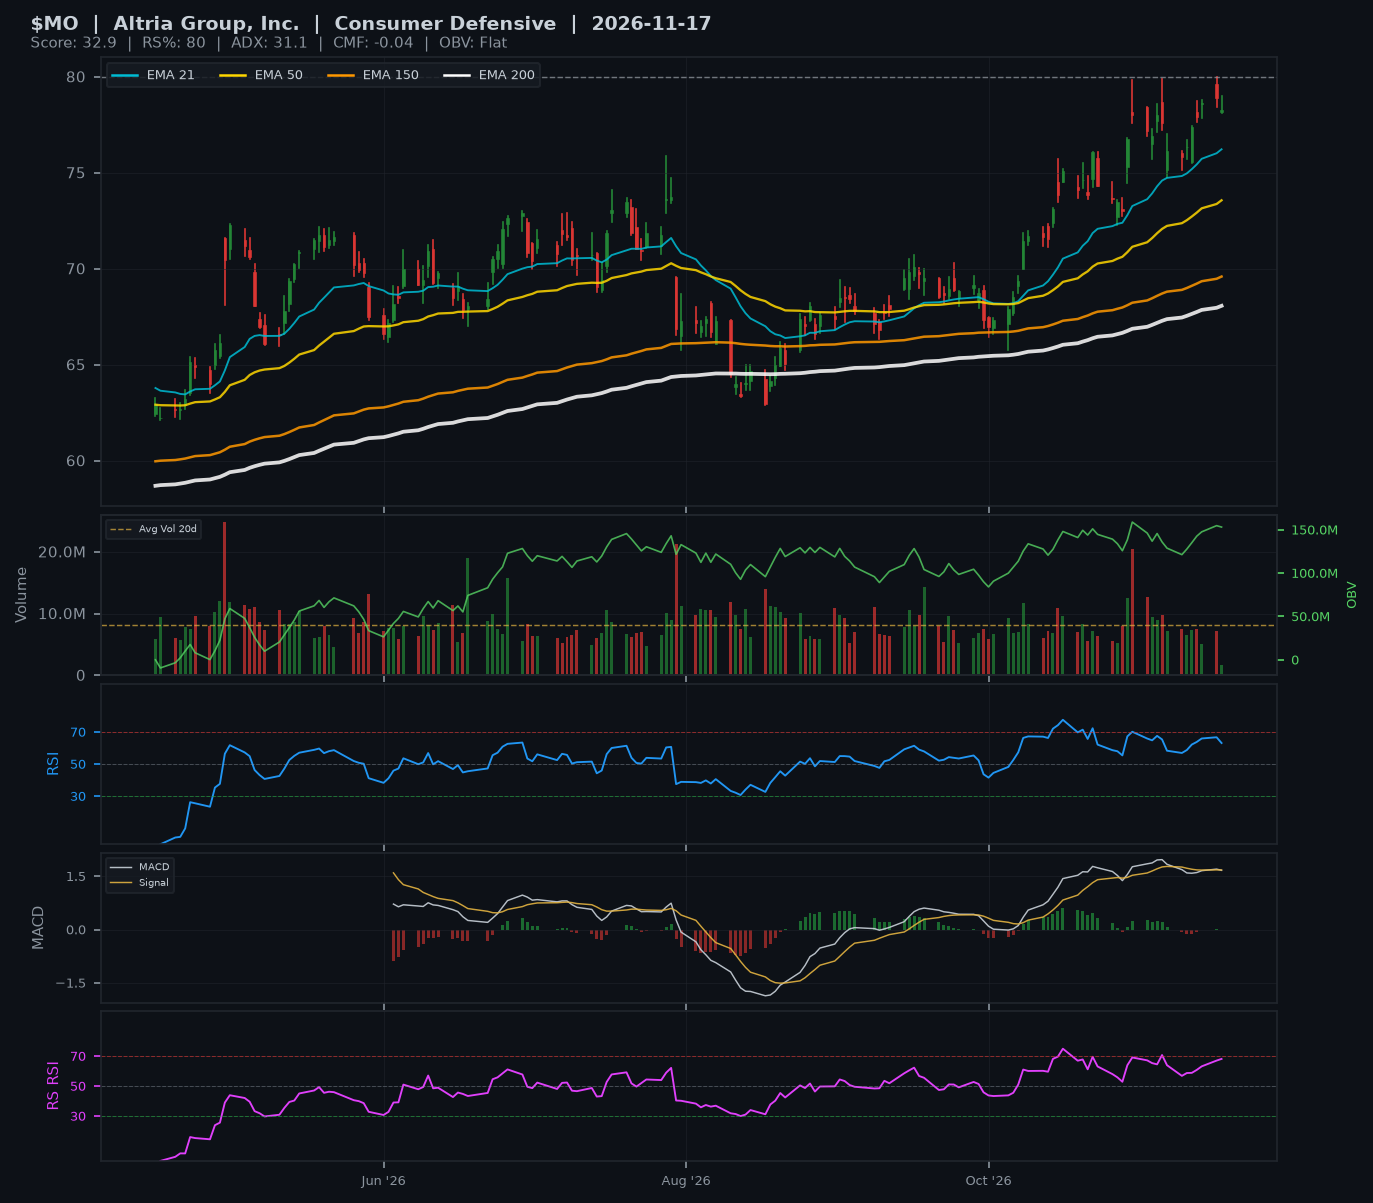 $MO | Altria Group, Inc. | Consumer Defensive | 2026-11-17
Score: 32.9 | RS%: 80 | ADX: 31.1 | CMF: -0.04 | OBV: Flat
EMA 21 EMA 50 EMA 150 EMA 200
80
75
70
65
60
Avg Vol 20d
20.0M
10.0M
0
Volume
150.0M
100.0M
50.0M
0
OBV
70
50
30
RSI
MACD
Signal
1.5
0.0
−1.5
MACD
70
50
30
RS RSI
Jun '26 Aug '26 Oct '26